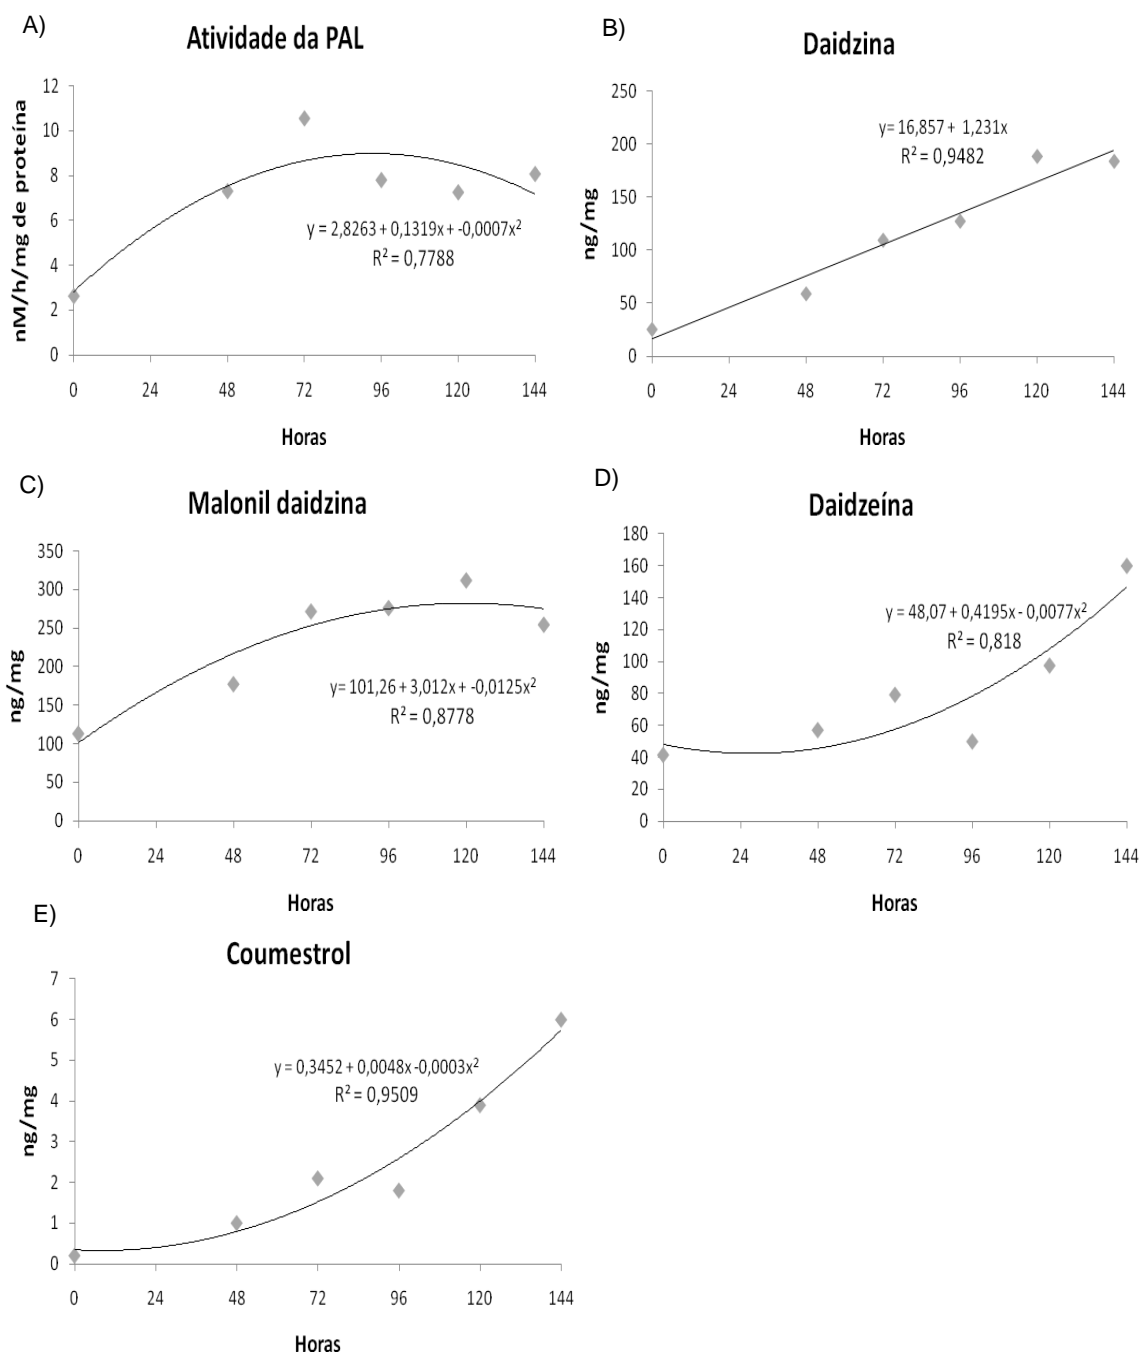 A)
Atividade da PAL
nM/h/mg de proteína
12
10
8
6
4
2
0
y = 2,8263 + 0,1319x + -0,0007x²
R² = 0,7788
0 24 48 72 96 120 144
Horas
B)
Daidzina
ng/mg
250
200
150
100
50
0
y= 16,857 + 1,231x
R² = 0,9482
0 24 48 72 96 120 144
Horas
C)
Malonil daidzina
ng/mg
350
300
250
200
150
100
50
0
y= 101,26 + 3,012x + -0,0125x²
R² = 0,8778
0 24 48 72 96 120 144
Horas
D)
Daidzeína
ng/mg
180
160
140
120
100
80
60
40
20
0
y = 48,07 + 0,4195x - 0,0077x²
R² = 0,818
0 24 48 72 96 120 144
Horas
E)
Coumestrol
ng/mg
7
6
5
4
3
2
1
0
y = 0,3452 + 0,0048x -0,0003x²
R² = 0,9509
0 24 48 72 96 120 144
Horas